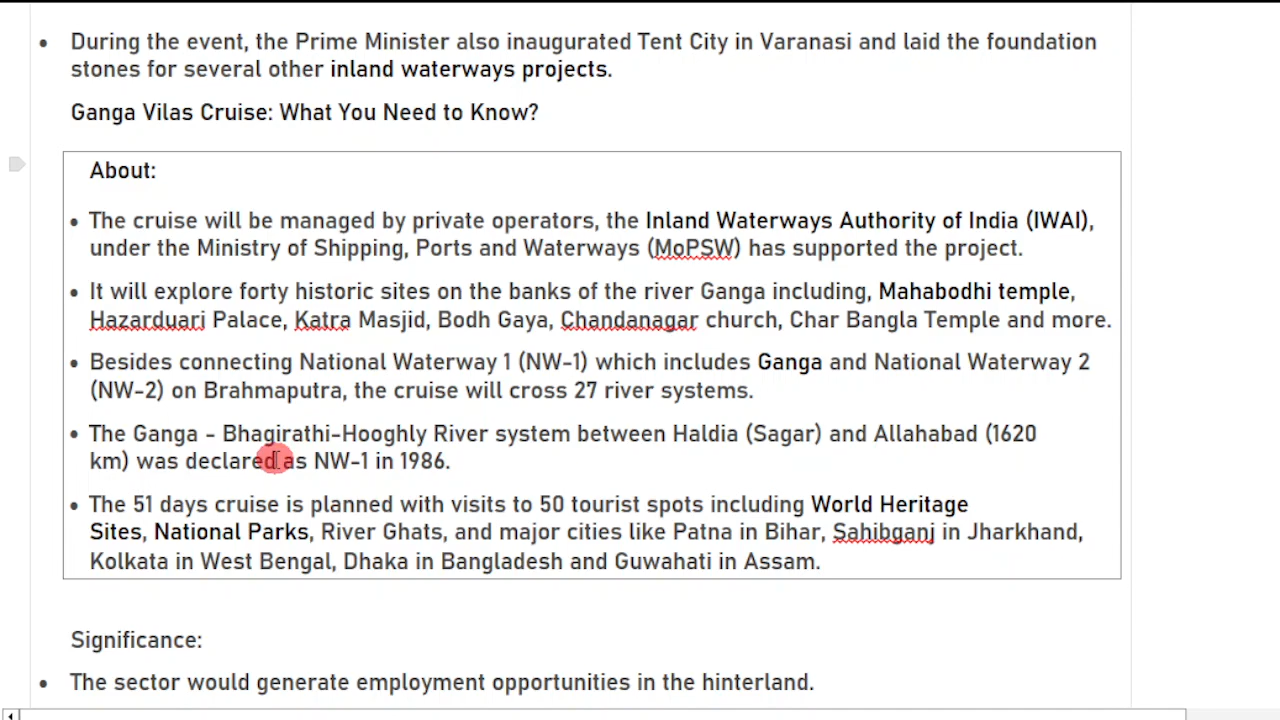 During the event, the Prime Minister also inaugurated Tent City in Varanasi and laid the foundation
stones for several other inland waterways projects.
Ganga Vilas Cruise: What You Need to Know?
About:
• The cruise will be managed by private operators, the Inland Waterways Authority of India (IWAI),
under the Ministry of Shipping, Ports and Waterways (MoPSW) has supported the project.
• It will explore forty historic sites on the banks of the river Ganga including, Mahabodhi temple,
Hazarduari Palace, Katra Masjid, Bodh Gaya, Chandanagar church, Char Bangla Temple and more.
• Besides connecting National Waterway 1 (NW-1) which includes Ganga and National Waterway 2
(NW-2) on Brahmaputra, the cruise will cross 27 river systems.
• The Ganga - Bhagirathi-Hooghly River system between Haldia (Sagar) and Allahabad (1620
km) was declared as NW-1 in 1986.
• The 51 days cruise is planned with visits to 50 tourist spots including World Heritage
Sites, National Parks, River Ghats, and major cities like Patna in Bihar, Sahibganj in Jharkhand,
Kolkata in West Bengal, Dhaka in Bangladesh and Guwahati in Assam.
Significance:
• The sector would generate employment opportunities in the hinterland.